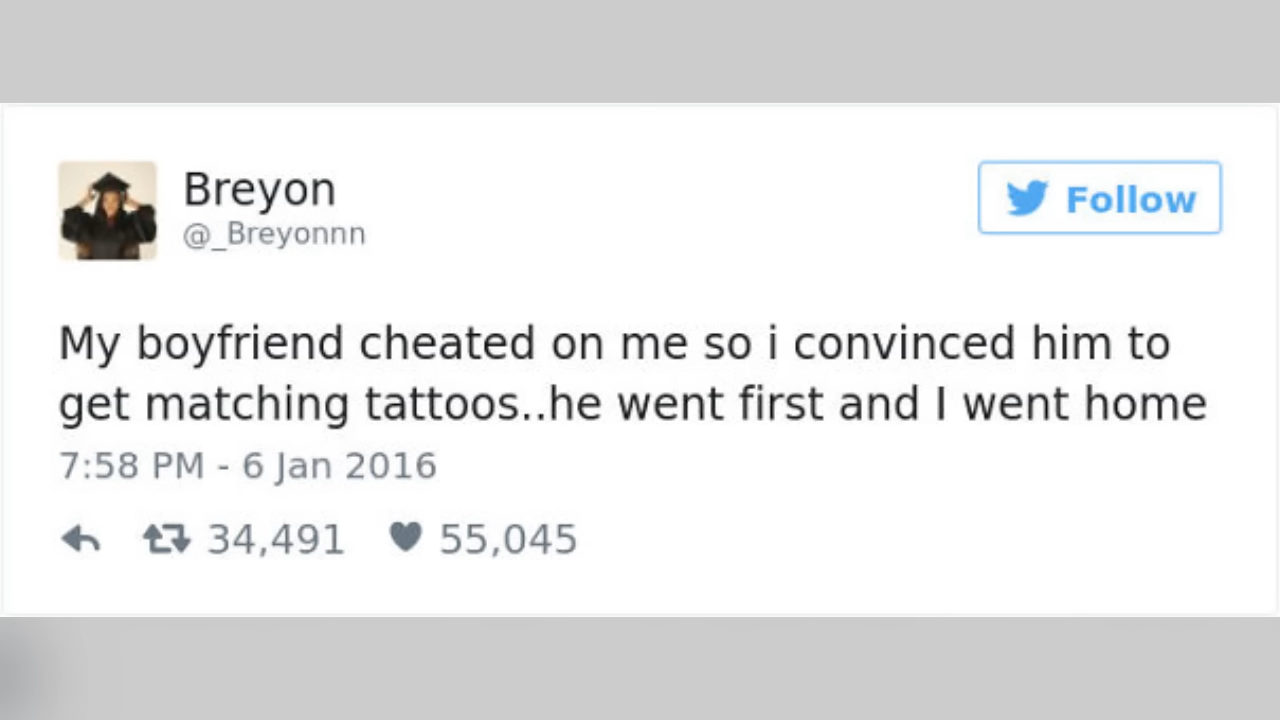 Breyon
@_Breyonnn
Follow
My boyfriend cheated on me so i convinced him to
get matching tattoos..he went first and I went home
7:58 PM - 6 Jan 2016
34,491 55,045